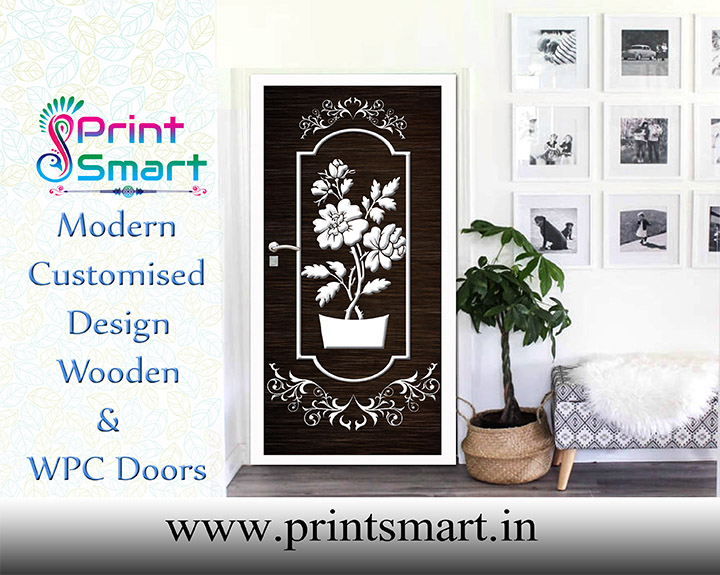 Print
Smart
Modern
Customised
Design
Wooden
&
WPC Doors
www.printsmart.in